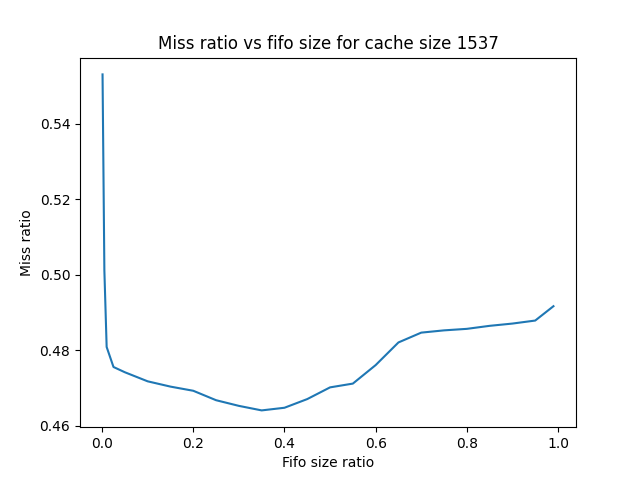 Miss ratio vs fifo size for cache size 1537
Miss ratio
0.54
0.52
0.50
0.48
0.46
0.0 0.2 0.4 0.6 0.8 1.0
Fifo size ratio